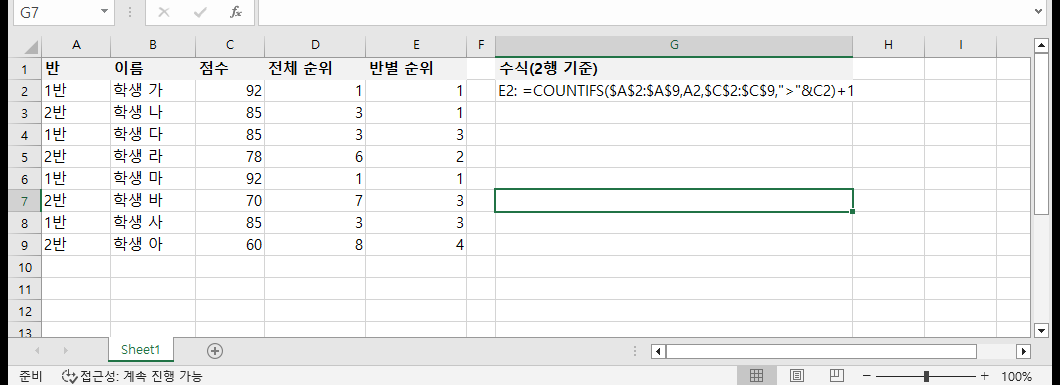 G7
fx
A B C D E F G H I
1 반 이름 점수 전체 순위 반별 순위 수식(2행 기준)
2 1반 학생 가 92 1 1 E2: =COUNTIFS($A$2:$A$9,A2,$C$2:$C$9,">"&C2)+1
3 2반 학생 나 85 3 1
4 1반 학생 다 85 3 3
5 2반 학생 라 78 6 2
6 1반 학생 마 92 1 1
7 2반 학생 바 70 7 3
8 1반 학생 사 85 3 3
9 2반 학생 아 60 8 4
10
11
12
13
Sheet1
준비 접근성: 계속 진행 가능 100%